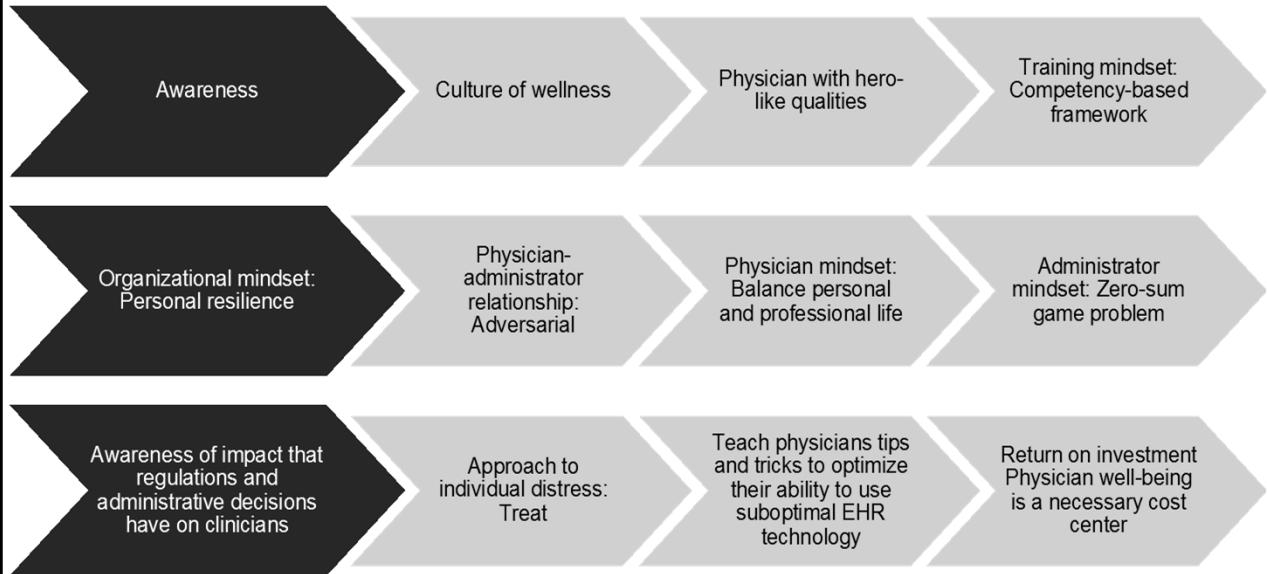 Awareness
Culture of wellness
Physician with hero-
like qualities
Training mindset:
Competency-based
framework
Organizational mindset:
Personal resilience
Physician-
administrator
relationship:
Adversarial
Physician mindset:
Balance personal
and professional life
Administrator
mindset: Zero-sum
game problem
Awareness of impact that
regulations and
administrative decisions
have on clinicians
Approach to
individual distress:
Treat
Teach physicians tips
and tricks to optimize
their ability to use
suboptimal EHR
technology
Return on investment
Physician well-being
is a necessary cost
center